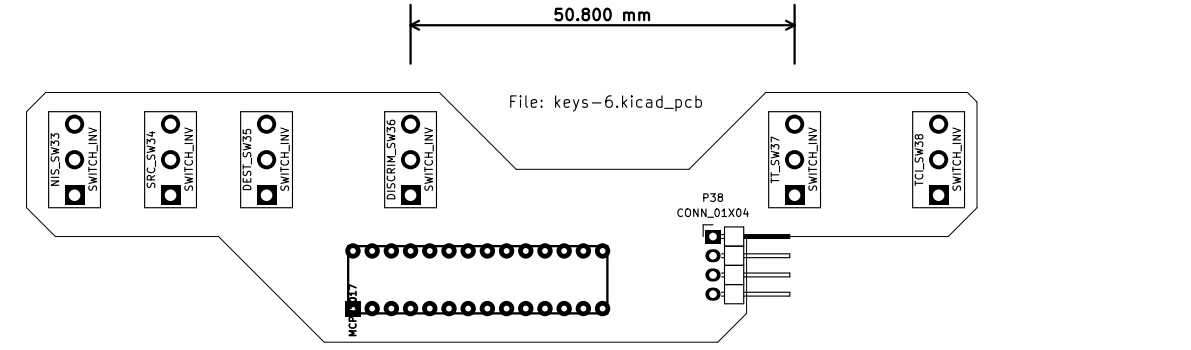 50.800 mm
File: keys-6.kicad_pcb
NIS_SW33
SWITCH_INV
SRC_SW34
SWITCH_INV
DEST_SW35
SWITCH_INV
DISCRIM_SW36
SWITCH_INV
TT_SW37
SWITCH_INV
TCI_SW38
SWITCH_INV
P38
CONN_01X04